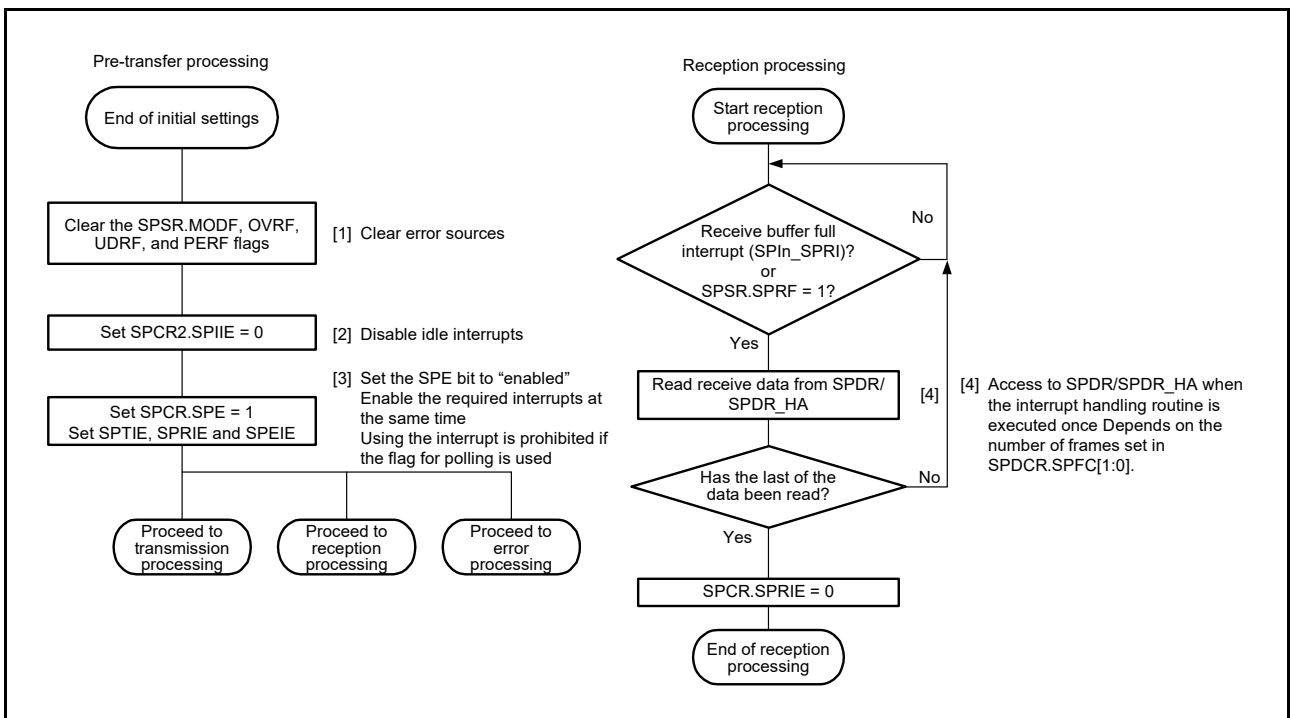 Pre-transfer processing
End of initial settings
Clear the SPSR.MODF, OVRF,
UDRF, and PERF flags
[1] Clear error sources
Set SPCR2.SPIIE = 0
[2] Disable idle interrupts
[3] Set the SPE bit to “enabled”
Enable the required interrupts at
the same time
Using the interrupt is prohibited if
the flag for polling is used
Set SPCR.SPE = 1
Set SPTIE, SPRIE and SPEIE
Proceed to
transmission
processing
Proceed to
reception
processing
Proceed to
error
processing
Reception processing
Start reception
processing
Receive buffer full
interrupt (SPIn_SPRI)?
or
SPSR.SPRF = 1?
No
Yes
Read receive data from SPDR/
SPDR_HA
[4]
[4] Access to SPDR/SPDR_HA when
the interrupt handling routine is
executed once Depends on the
number of frames set in
SPDCR.SPFC[1:0].
Has the last of the
data been read?
No
Yes
SPCR.SPRIE = 0
End of reception
processing